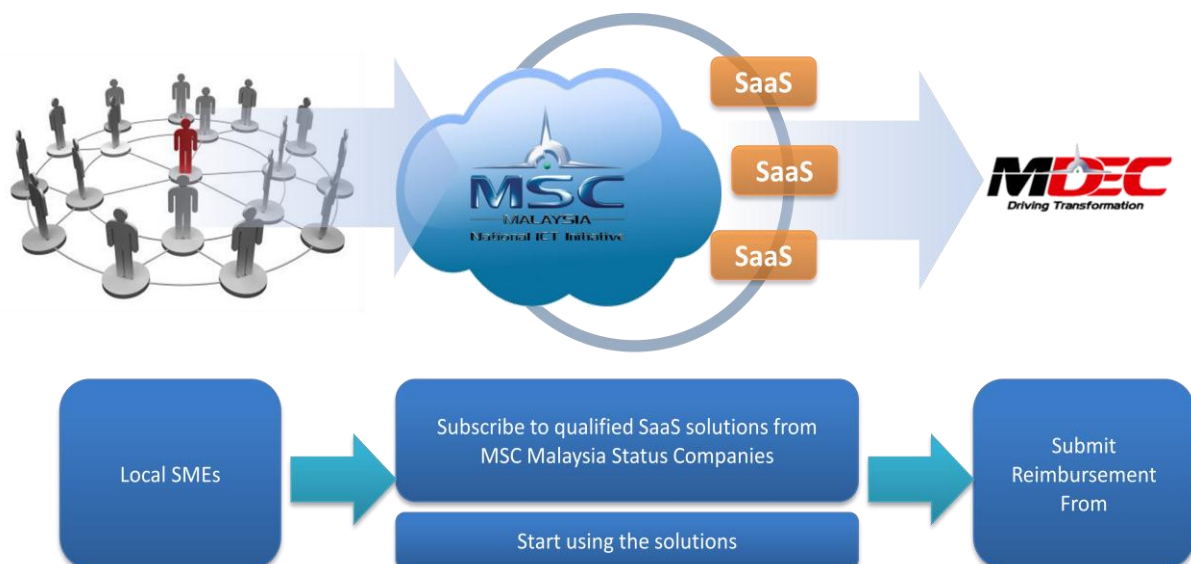 SaaS
SaaS
SaaS
MSC
MALAYSIA
National ICT Initiative
MDEC
Driving Transformation
Local SMEs
Subscribe to qualified SaaS solutions from
MSC Malaysia Status Companies
Start using the solutions
Submit
Reimbursement
From